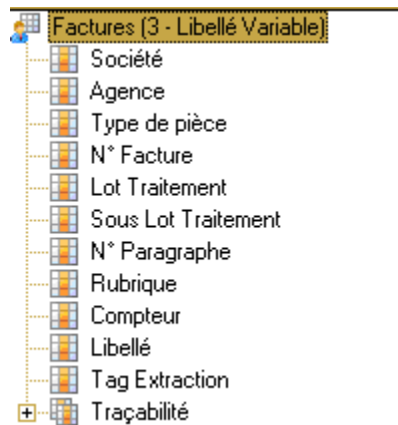 Factures (3 - Libellé Variable)
Société
Agence
Type de pièce
N° Facture
Lot Traitement
Sous Lot Traitement
N° Paragraphe
Rubrique
Compteur
Libellé
Tag Extraction
Traçabilité